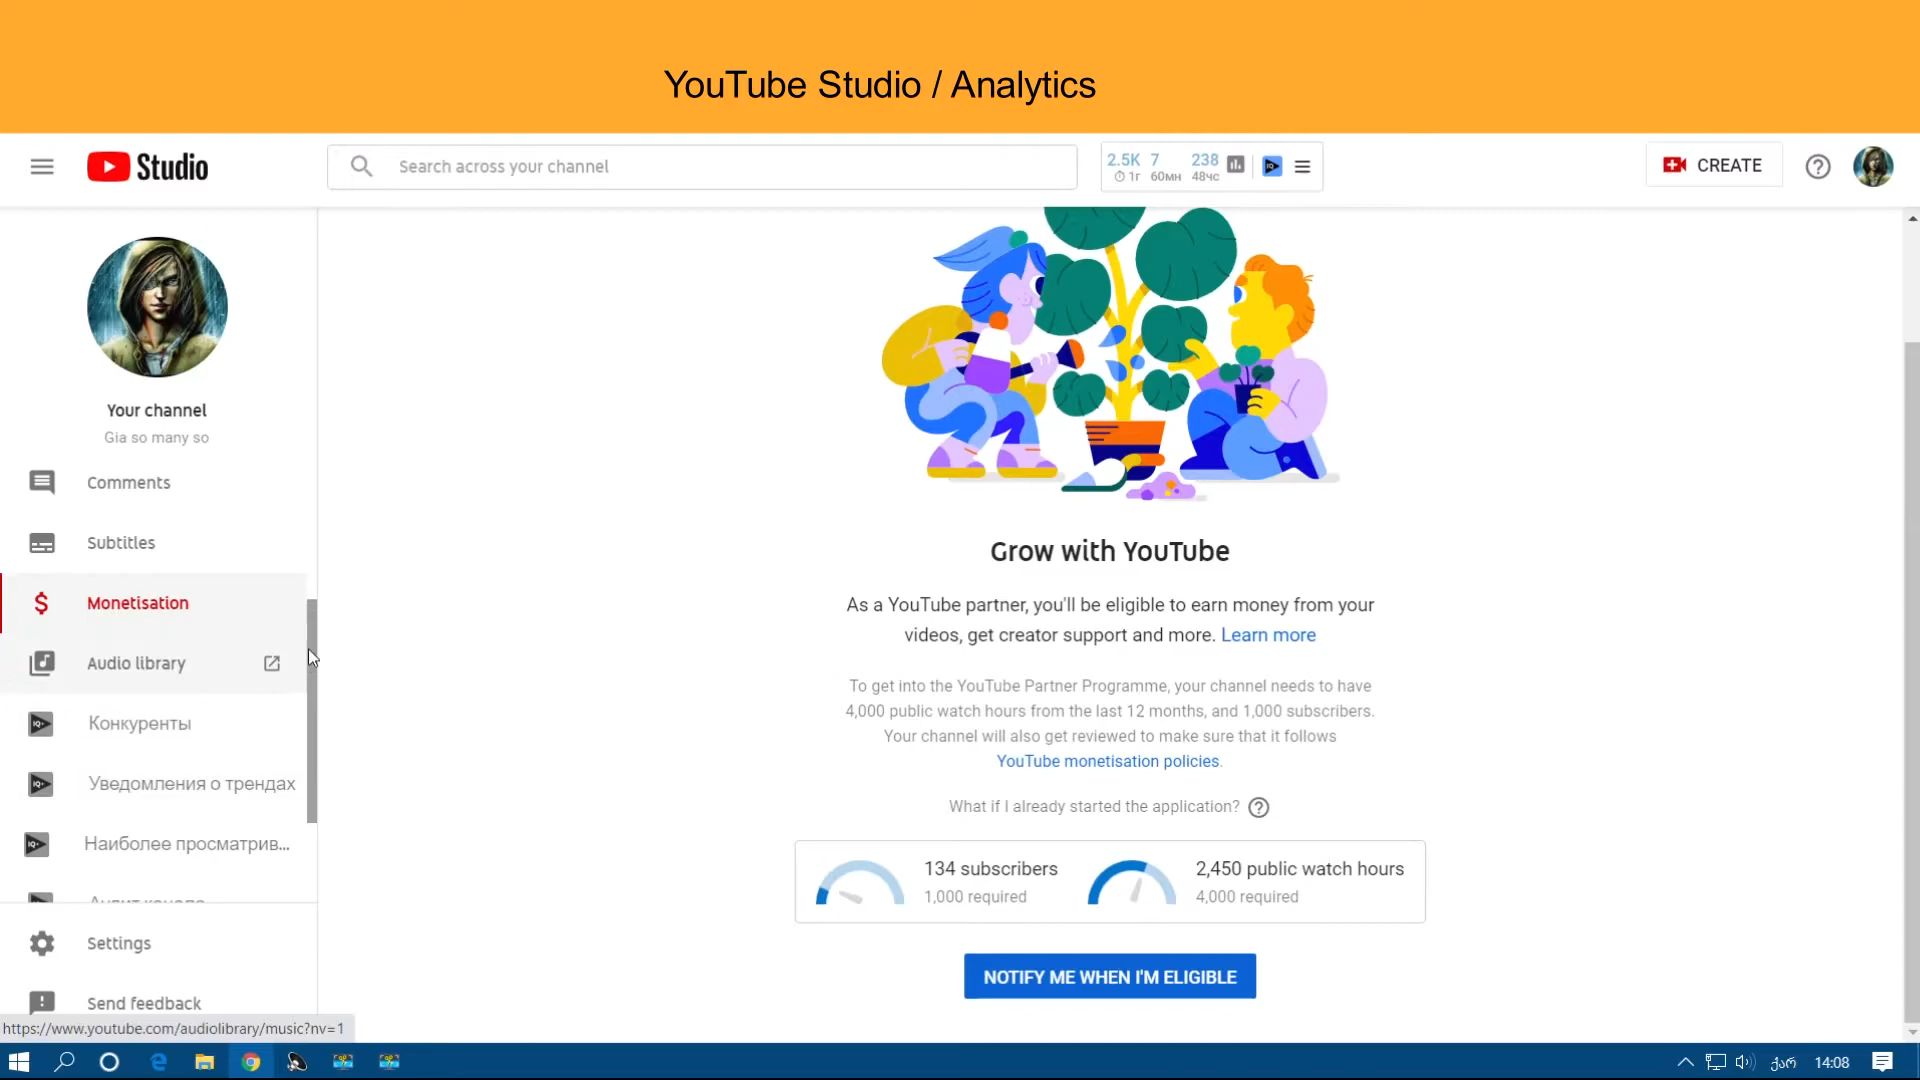 YouTube Studio / Analytics
Studio
Search across your channel
2.5K 7 238
1г 60мн 48чс
CREATE
Your channel
Gia so many so
Comments
Subtitles
Monetisation
Audio library
Конкуренты
Уведомления о трендах
Наиболее просматрив...
Аудит канала
Settings
Send feedback
Grow with YouTube
As a YouTube partner, you'll be eligible to earn money from your
videos, get creator support and more. Learn more
To get into the YouTube Partner Programme, your channel needs to have
4,000 public watch hours from the last 12 months, and 1,000 subscribers.
Your channel will also get reviewed to make sure that it follows
YouTube monetisation policies.
What if I already started the application?
134 subscribers
1,000 required
2,450 public watch hours
4,000 required
NOTIFY ME WHEN I'M ELIGIBLE
https://www.youtube.com/audiolibrary/music?nv=1
ქარ 14:08